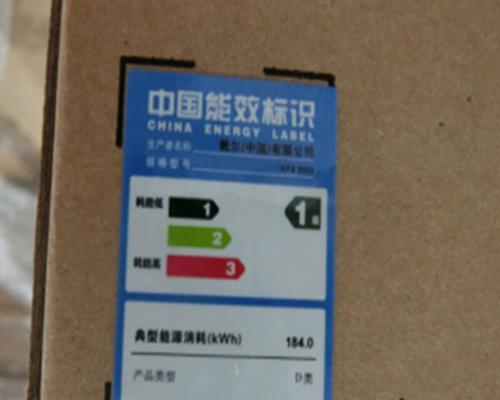 中国能效标识
CHINA ENERGY LABEL
生产者名称 戴尔(中国)有限公司
规格型号
耗能低 1 1级
2
耗能高 3
典型能源消耗(kWh) 184.0
产品类型 D类